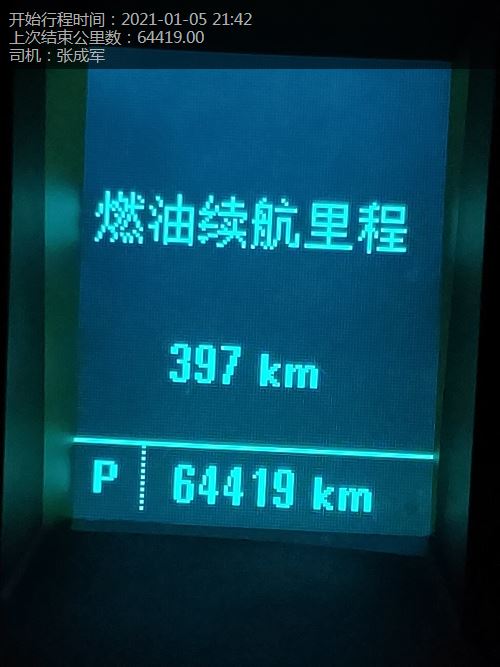 开始行程时间：2021-01-05 21:42
上次结束公里数：64419.00
司机：张成军
燃油续航里程
397 km
P 64419 km